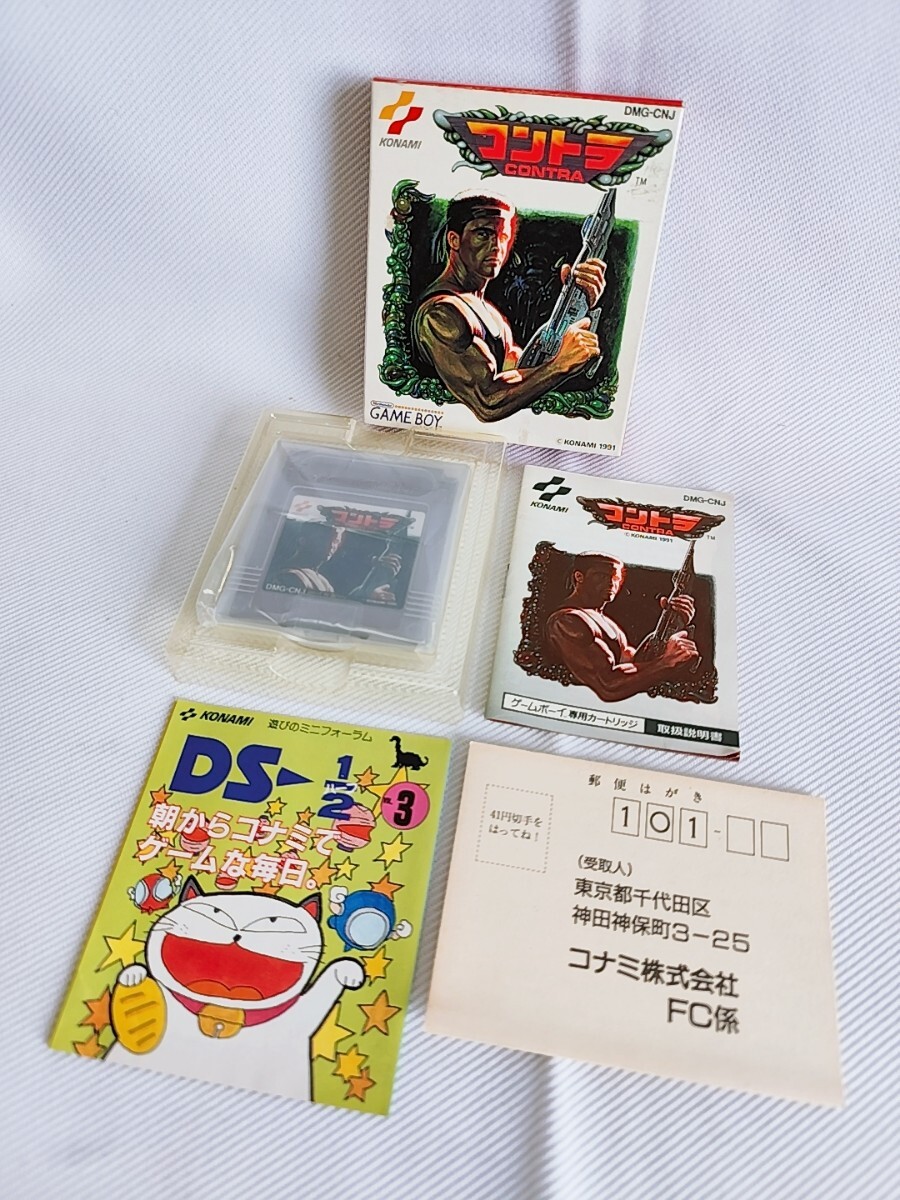 DMG-CNJ
KONAMI
コントラ
CONTRA
TM
Nintendo
GAME BOY
© KONAMI 1991
コントラ
DMG-CNJ
DMG-CNJ
KONAMI
コントラ
CONTRA
TM
© KONAMI 1991
ゲームボーイ専用カートリッジ
取扱説明書
KONAMI
遊びのミニフォーラム
DS
1
2
3
朝からコナミで
ゲームな毎日。
郵便はがき
41円切手を
はってね!
101-
(受取人)
東京都千代田区
神田神保町3-25
コナミ株式会社
FC係